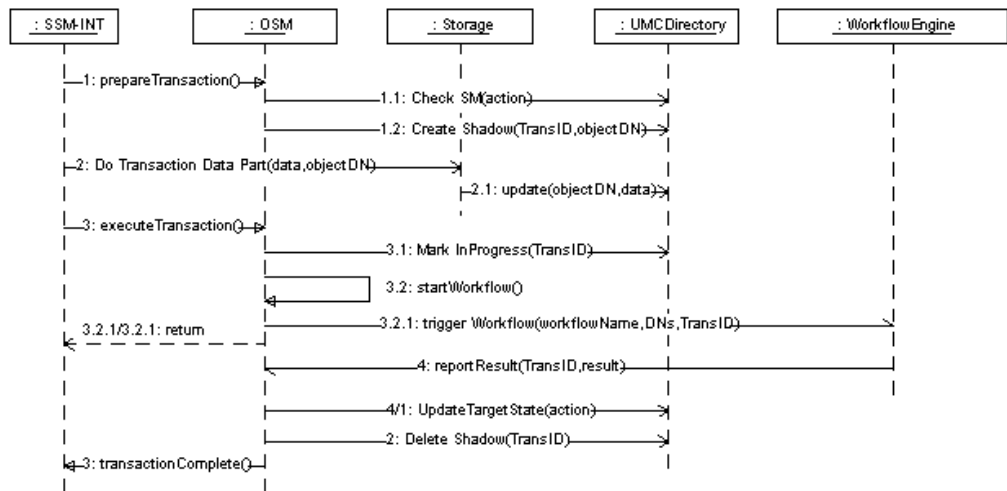 : SSM-INT
: OSM
: Storage
: UMCDirectory
: WorkflowEngine
1: prepareTransaction()
1.1: Check SM(action)
1.2: Create Shadow(TransID,objectDN)
2: Do Transaction Data Part(data,objectDN)
2.1: update(objectDN,data)
3: executeTransaction()
3.1: Mark InProgress(TransID)
3.2: startWorkflow()
3.2.1: trigger Workflow(workflowName,DNs,TransID)
3.2.1/3.2.1: return
4: reportResult(TransID,result)
4/1: UpdateTargetState(action)
2: Delete Shadow(TransID)
3: transactionComplete()